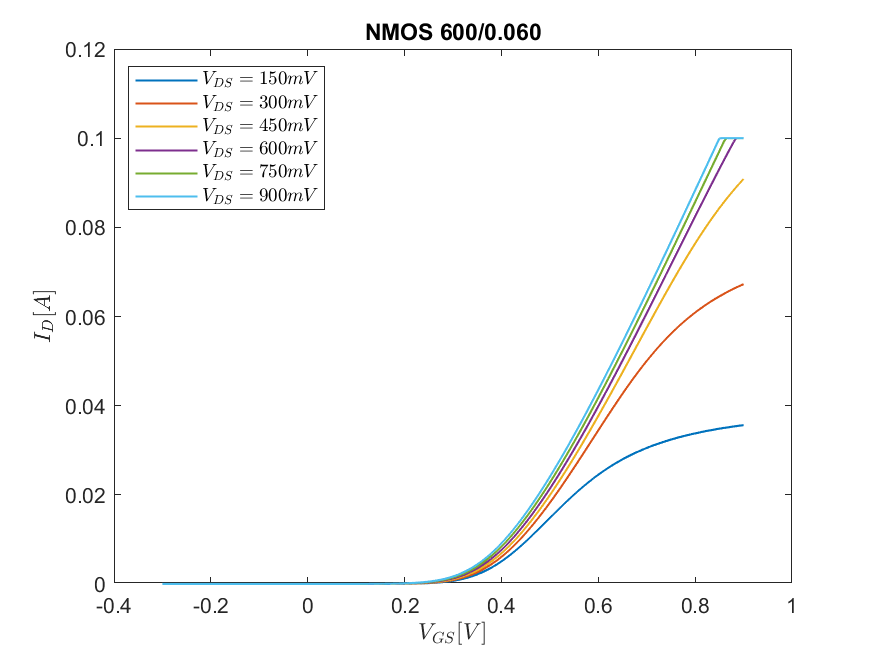 NMOS 600/0.060
0.12
0.1
0.08
0.06
0.04
0.02
0
V_DS = 150mV
V_DS = 300mV
V_DS = 450mV
V_DS = 600mV
V_DS = 750mV
V_DS = 900mV
I_D[A]
-0.4 -0.2 0 0.2 0.4 0.6 0.8 1
V_GS[V]